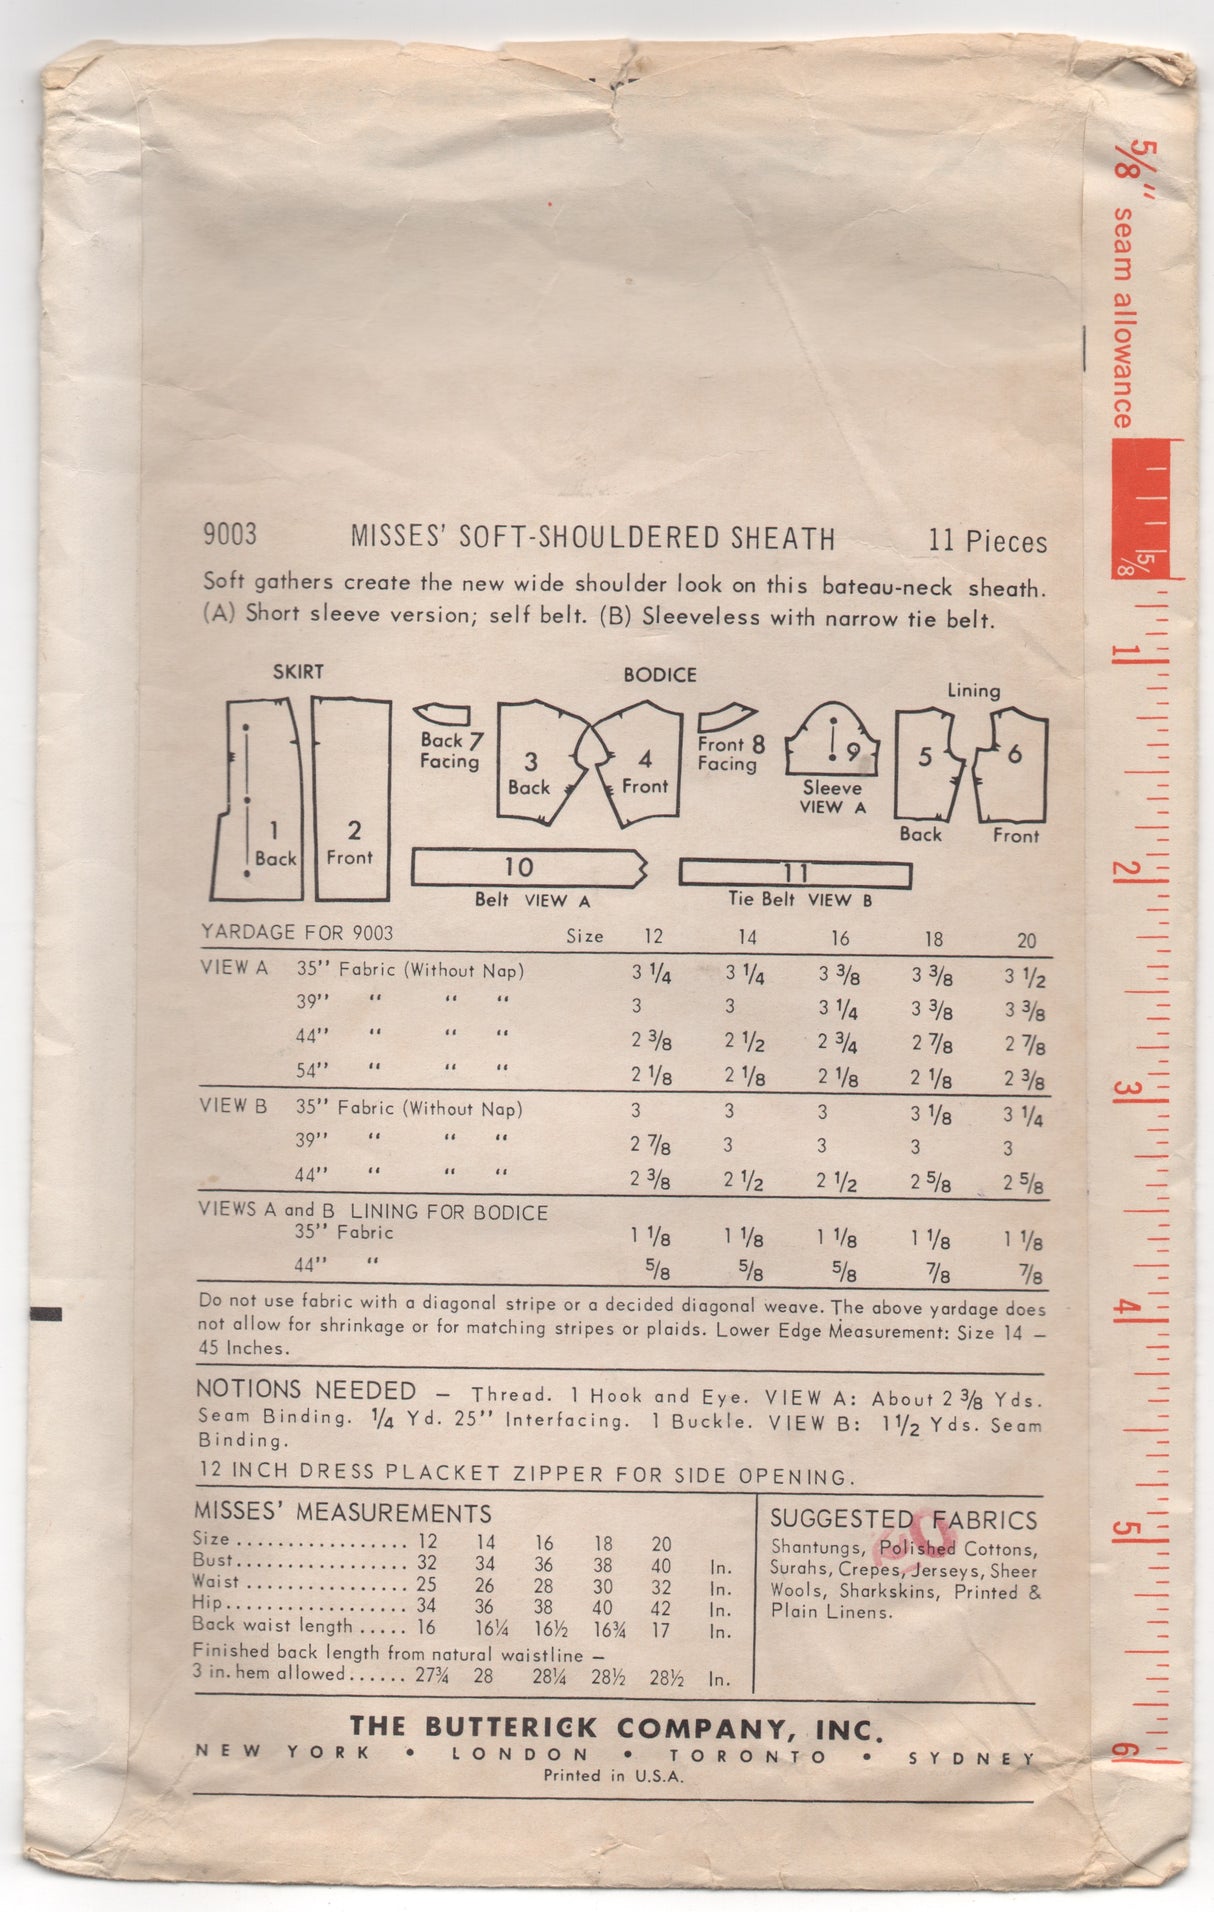 9003 MISSES' SOFT-SHOULDERED SHEATH 11 Pieces
Soft gathers create the new wide shoulder look on this bateau-neck sheath.
(A) Short sleeve version; self belt. (B) Sleeveless with narrow tie belt.
SKIRT
1 Back
2 Front
Back 7 Facing
BODICE
3 Back
4 Front
Front 8 Facing
9
Sleeve
VIEW A
Lining
5
Back
6
Front
10
Belt VIEW A
11
Tie Belt VIEW B
YARDAGE FOR 9003 Size 12 14 16 18 20
VIEW A 35" Fabric (Without Nap) 3 1/4 3 1/4 3 3/8 3 3/8 3 1/2
39" " " " 3 3 3 1/4 3 3/8 3 3/8
44" " " " 2 3/8 2 1/2 2 3/4 2 7/8 2 7/8
54" " " " 2 1/8 2 1/8 2 1/8 2 1/8 2 3/8
VIEW B 35" Fabric (Without Nap) 3 3 3 3 1/8 3 1/4
39" " " " 2 7/8 3 3 3 3
44" " " " 2 3/8 2 1/2 2 1/2 2 5/8 2 5/8
VIEWS A and B LINING FOR BODICE
35" Fabric 1 1/8 1 1/8 1 1/8 1 1/8 1 1/8
44" " 5/8 5/8 5/8 7/8 7/8
Do not use fabric with a diagonal stripe or a decided diagonal weave. The above yardage does
not allow for shrinkage or for matching stripes or plaids. Lower Edge Measurement: Size 14 –
45 Inches.
NOTIONS NEEDED – Thread. 1 Hook and Eye. VIEW A: About 2 3/8 Yds.
Seam Binding. 1/4 Yd. 25" Interfacing. 1 Buckle. VIEW B: 1 1/2 Yds. Seam
Binding.
12 INCH DRESS PLACKET ZIPPER FOR SIDE OPENING.
MISSES' MEASUREMENTS
Size ................. 12 14 16 18 20
Bust ................. 32 34 36 38 40 In.
Waist ................ 25 26 28 30 32 In.
Hip .................. 34 36 38 40 42 In.
Back waist length ..... 16 16¼ 16½ 16¾ 17 In.
Finished back length from natural waistline –
3 in. hem allowed ...... 27¾ 28 28¼ 28½ 28½ In.
SUGGESTED FABRICS
Shantungs, Polished Cottons,
Surahs, Crepes, Jerseys, Sheer
Wools, Sharkskins, Printed &
Plain Linens.
THE BUTTERICK COMPANY, INC.
NEW YORK • LONDON • TORONTO • SYDNEY
Printed in U.S.A.
5/8" seam allowance
5/8
1
2
3
4
5
6